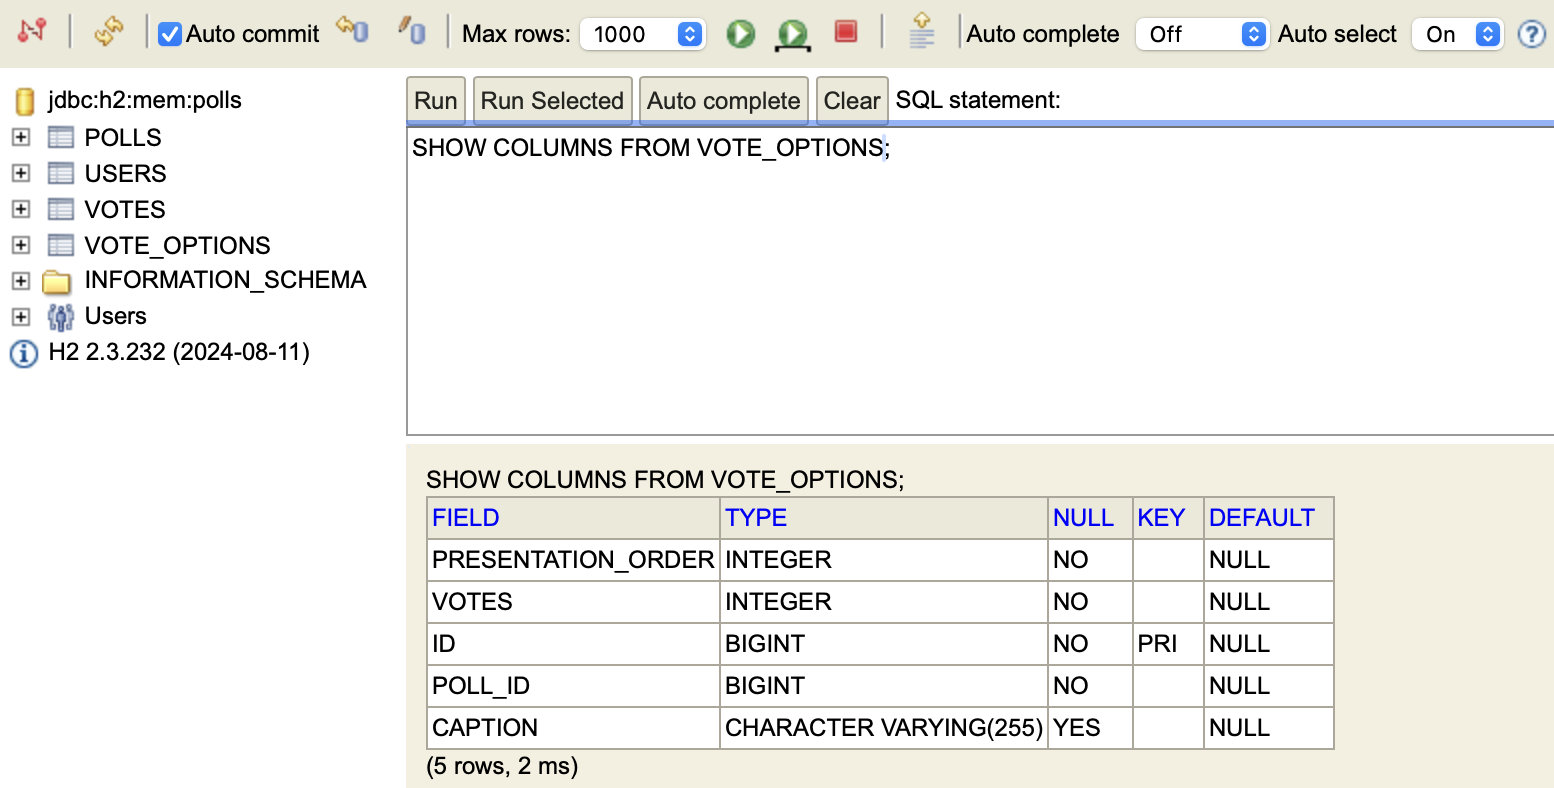 Auto commit Max rows: 1000 Auto complete Off Auto select On ?
jdbc:h2:mem:polls
POLLS
USERS
VOTES
VOTE_OPTIONS
INFORMATION_SCHEMA
Users
H2 2.3.232 (2024-08-11)
Run Run Selected Auto complete Clear SQL statement:
SHOW COLUMNS FROM VOTE_OPTIONS;
SHOW COLUMNS FROM VOTE_OPTIONS;
FIELD TYPE NULL KEY DEFAULT
PRESENTATION_ORDER INTEGER NO NULL
VOTES INTEGER NO NULL
ID BIGINT NO PRI NULL
POLL_ID BIGINT NO NULL
CAPTION CHARACTER VARYING(255) YES NULL
(5 rows, 2 ms)